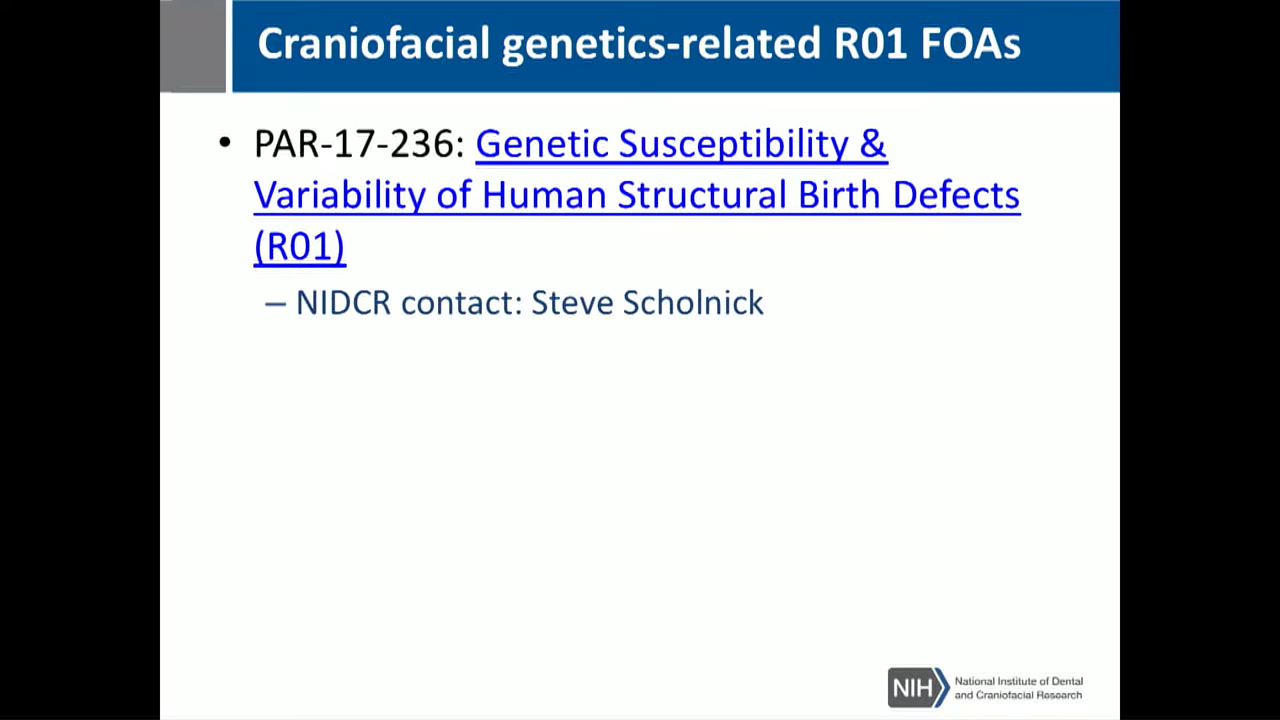 Craniofacial genetics-related R01 FOAs
• PAR-17-236: Genetic Susceptibility &
Variability of Human Structural Birth Defects
(R01)
– NIDCR contact: Steve Scholnick
NIH National Institute of Dental
and Craniofacial Research